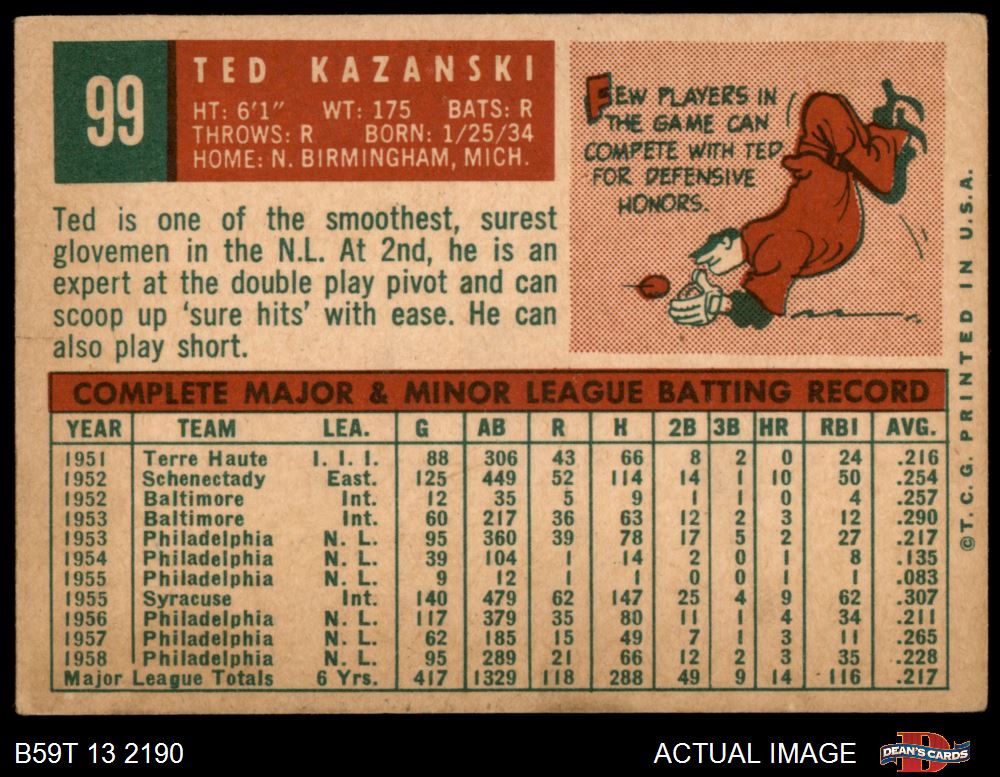 99
TED KAZANSKI
HT: 6'1" WT: 175 BATS: R
THROWS: R BORN: 1/25/34
HOME: N. BIRMINGHAM, MICH.
Ted is one of the smoothest, surest
glovemen in the N.L. At 2nd, he is an
expert at the double play pivot and can
scoop up 'sure hits' with ease. He can
also play short.
FEW PLAYERS IN
THE GAME CAN
COMPETE WITH TED
FOR DEFENSIVE
HONORS.
COMPLETE MAJOR & MINOR LEAGUE BATTING RECORD
YEAR TEAM LEA. G AB R H 2B 3B HR RBI AVG.
1951 Terre Haute I. I. I. 88 306 43 66 8 2 0 24 .216
1952 Schenectady East. 125 449 52 114 14 1 10 50 .254
1952 Baltimore Int. 12 35 5 9 1 1 0 4 .257
1953 Baltimore Int. 60 217 36 63 12 2 3 12 .290
1953 Philadelphia N. L. 95 360 39 78 17 5 2 27 .217
1954 Philadelphia N. L. 39 104 1 14 2 0 1 8 .135
1955 Philadelphia N. L. 9 12 1 1 0 0 1 1 .083
1955 Syracuse Int. 140 479 62 147 25 4 9 62 .307
1956 Philadelphia N. L. 117 379 35 80 11 1 4 34 .211
1957 Philadelphia N. L. 62 185 15 49 7 1 3 11 .265
1958 Philadelphia N. L. 95 289 21 66 12 2 3 35 .228
Major League Totals 6 Yrs. 417 1329 118 288 49 9 14 116 .217
©T. C. G. PRINTED IN U.S.A.
B59T 13 2190
ACTUAL IMAGE
D
DEAN'S CARDS